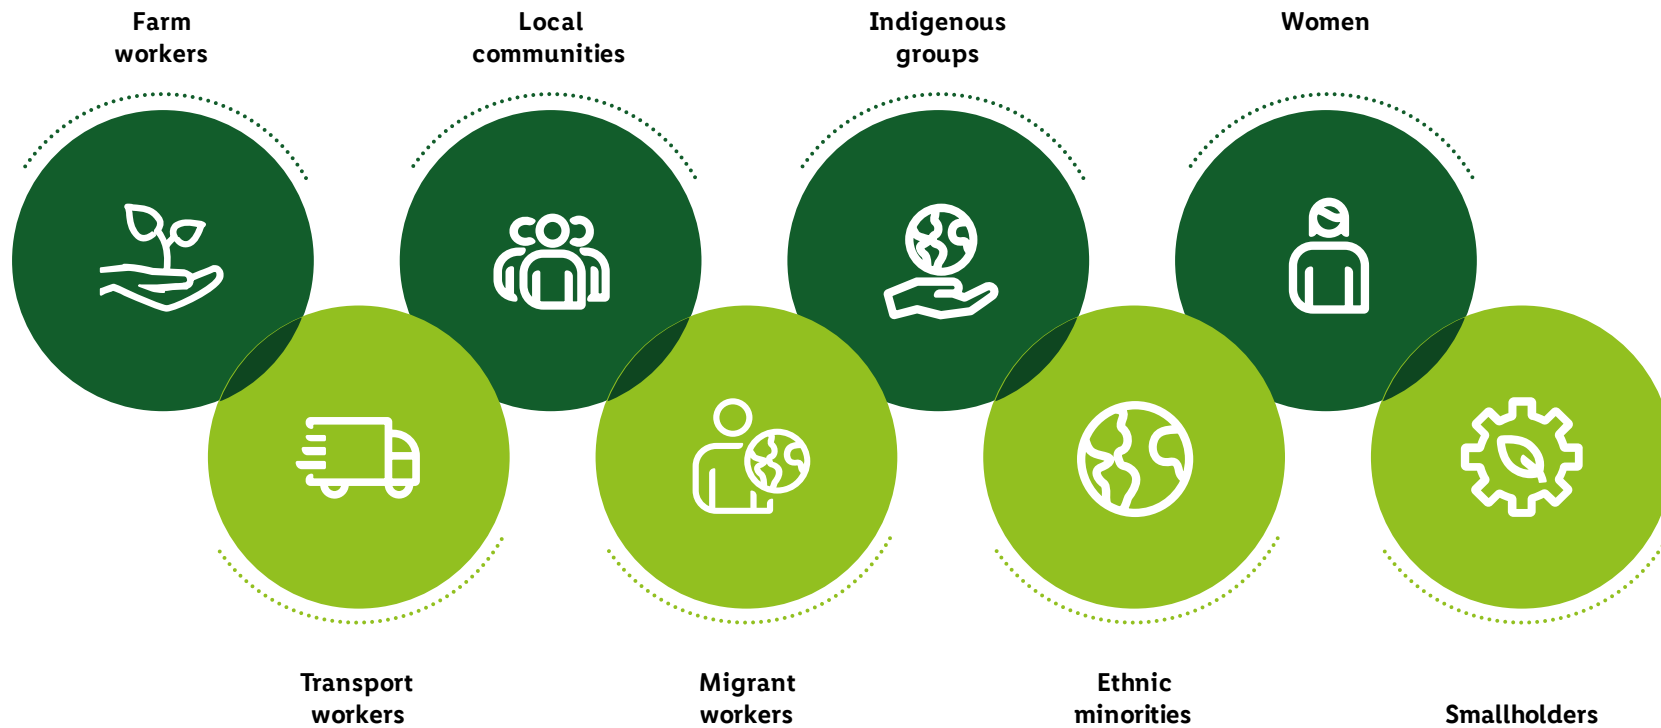 Farm
workers
Local
communities
Indigenous
groups
Women
Transport
workers
Migrant
workers
Ethnic
minorities
Smallholders